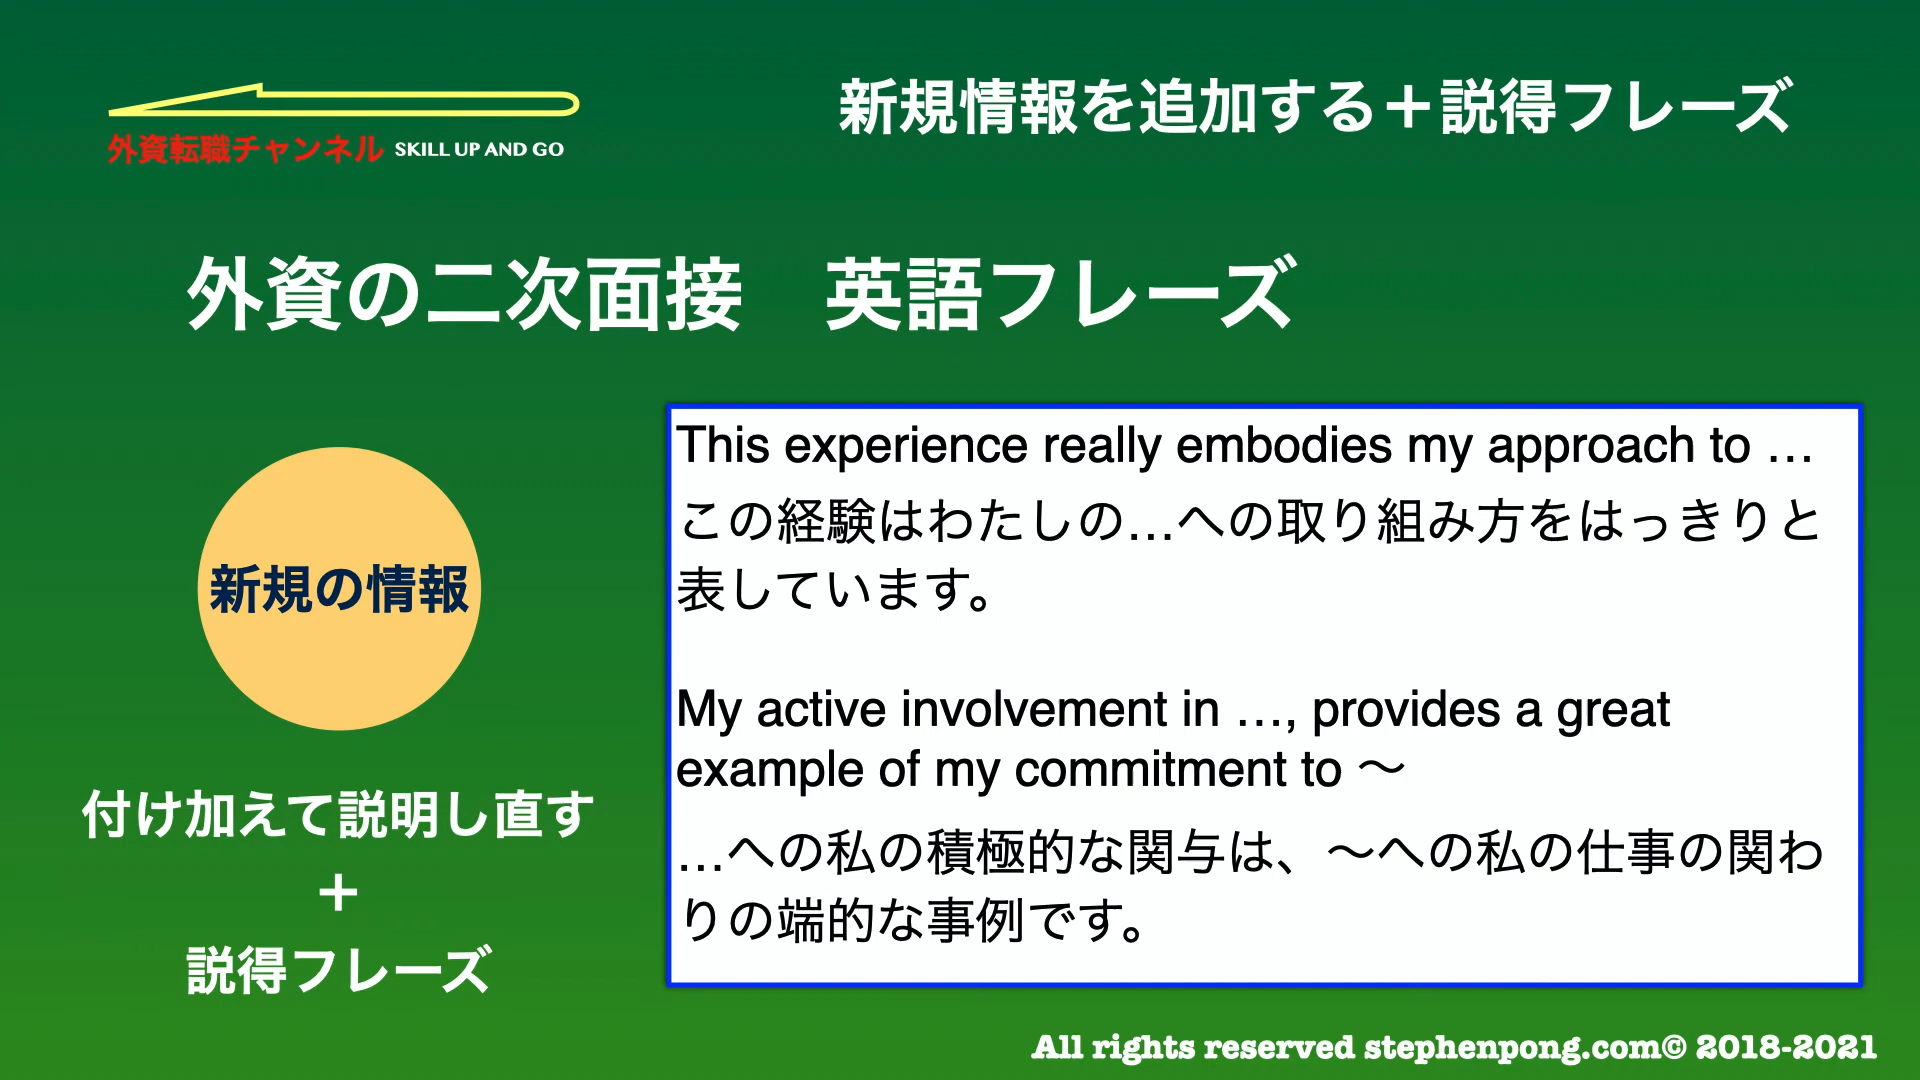 外資転職チャンネル SKILL UP AND GO
新規情報を追加する＋説得フレーズ
外資の二次面接　英語フレーズ
新規の情報
付け加えて説明し直す
＋
説得フレーズ
This experience really embodies my approach to …
この経験はわたしの…への取り組み方をはっきりと
表しています。
My active involvement in …, provides a great
example of my commitment to 〜
…への私の積極的な関与は、〜への私の仕事の関わ
りの端的な事例です。
All rights reserved stephenpong.com© 2018-2021